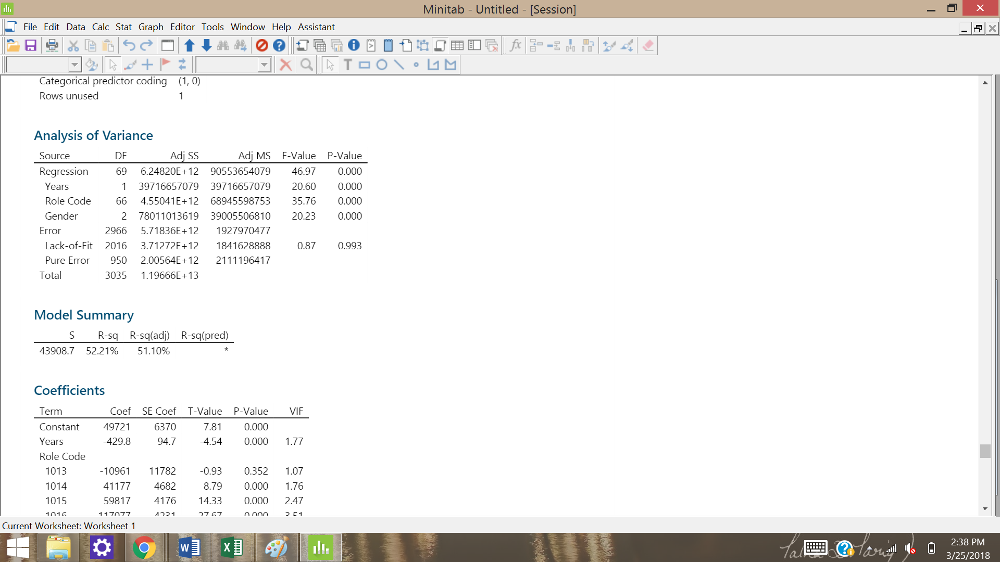 Minitab - Untitled - [Session]
File Edit Data Calc Stat Graph Editor Tools Window Help Assistant
Categorical predictor coding (1, 0)
Rows unused 1
Analysis of Variance
Source DF Adj SS Adj MS F-Value P-Value
Regression 69 6.24820E+12 90553654079 46.97 0.000
Years 1 39716657079 39716657079 20.60 0.000
Role Code 66 4.55041E+12 68945598753 35.76 0.000
Gender 2 78011013619 39005506810 20.23 0.000
Error 2966 5.71836E+12 1927970477
Lack-of-Fit 2016 3.71272E+12 1841628888 0.87 0.993
Pure Error 950 2.00564E+12 2111196417
Total 3035 1.19666E+13
Model Summary
S R-sq R-sq(adj) R-sq(pred)
43908.7 52.21% 51.10% *
Coefficients
Term Coef SE Coef T-Value P-Value VIF
Constant 49721 6370 7.81 0.000
Years -429.8 94.7 -4.54 0.000 1.77
Role Code
1013 -10961 11782 -0.93 0.352 1.07
1014 41177 4682 8.79 0.000 1.76
1015 59817 4176 14.33 0.000 2.47
1016 117077 4231 27.67 0.000 3.51
Current Worksheet: Worksheet 1
2:38 PM
3/25/2018